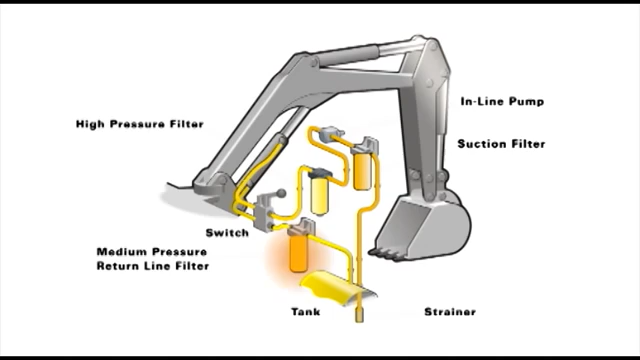 In-Line Pump
High Pressure Filter
Suction Filter
Switch
Medium Pressure
Return Line Filter
Tank
Strainer